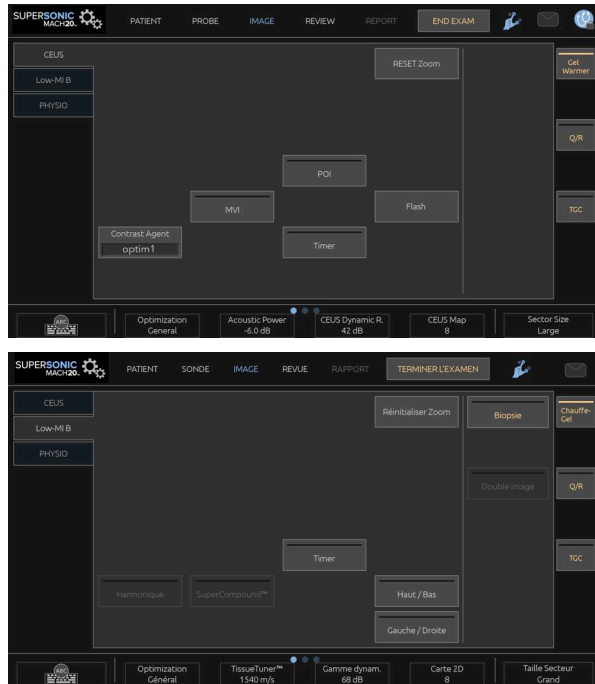 SUPERSONIC MACH20. PATIENT PROBE IMAGE REVIEW REPORT END EXAM
CEUS
RESET Zoom
Gel
Warmer
Low-MI B
PHYSIO
Q/R
POI
MVI
Flash
TGC
Contrast Agent
optim1
Timer
ABC
Optimization
General
Acoustic Power
-6.0 dB
CEUS Dynamic R.
42 dB
CEUS Map
8
Sector Size
Large
SUPERSONIC MACH20. PATIENT SONDE IMAGE REVUE RAPPORT TERMINER L'EXAMEN
CEUS
Réinitialiser Zoom
Biopsie
Chauffe-
Gel
Low-MI B
PHYSIO
Double image
Q/R
Timer
TGC
Harmonique
SuperCompound™
Haut / Bas
Gauche / Droite
ABC
Optimization
Général
TissueTuner™
1540 m/s
Gamme dynam.
68 dB
Carte 2D
8
Taille Secteur
Grand